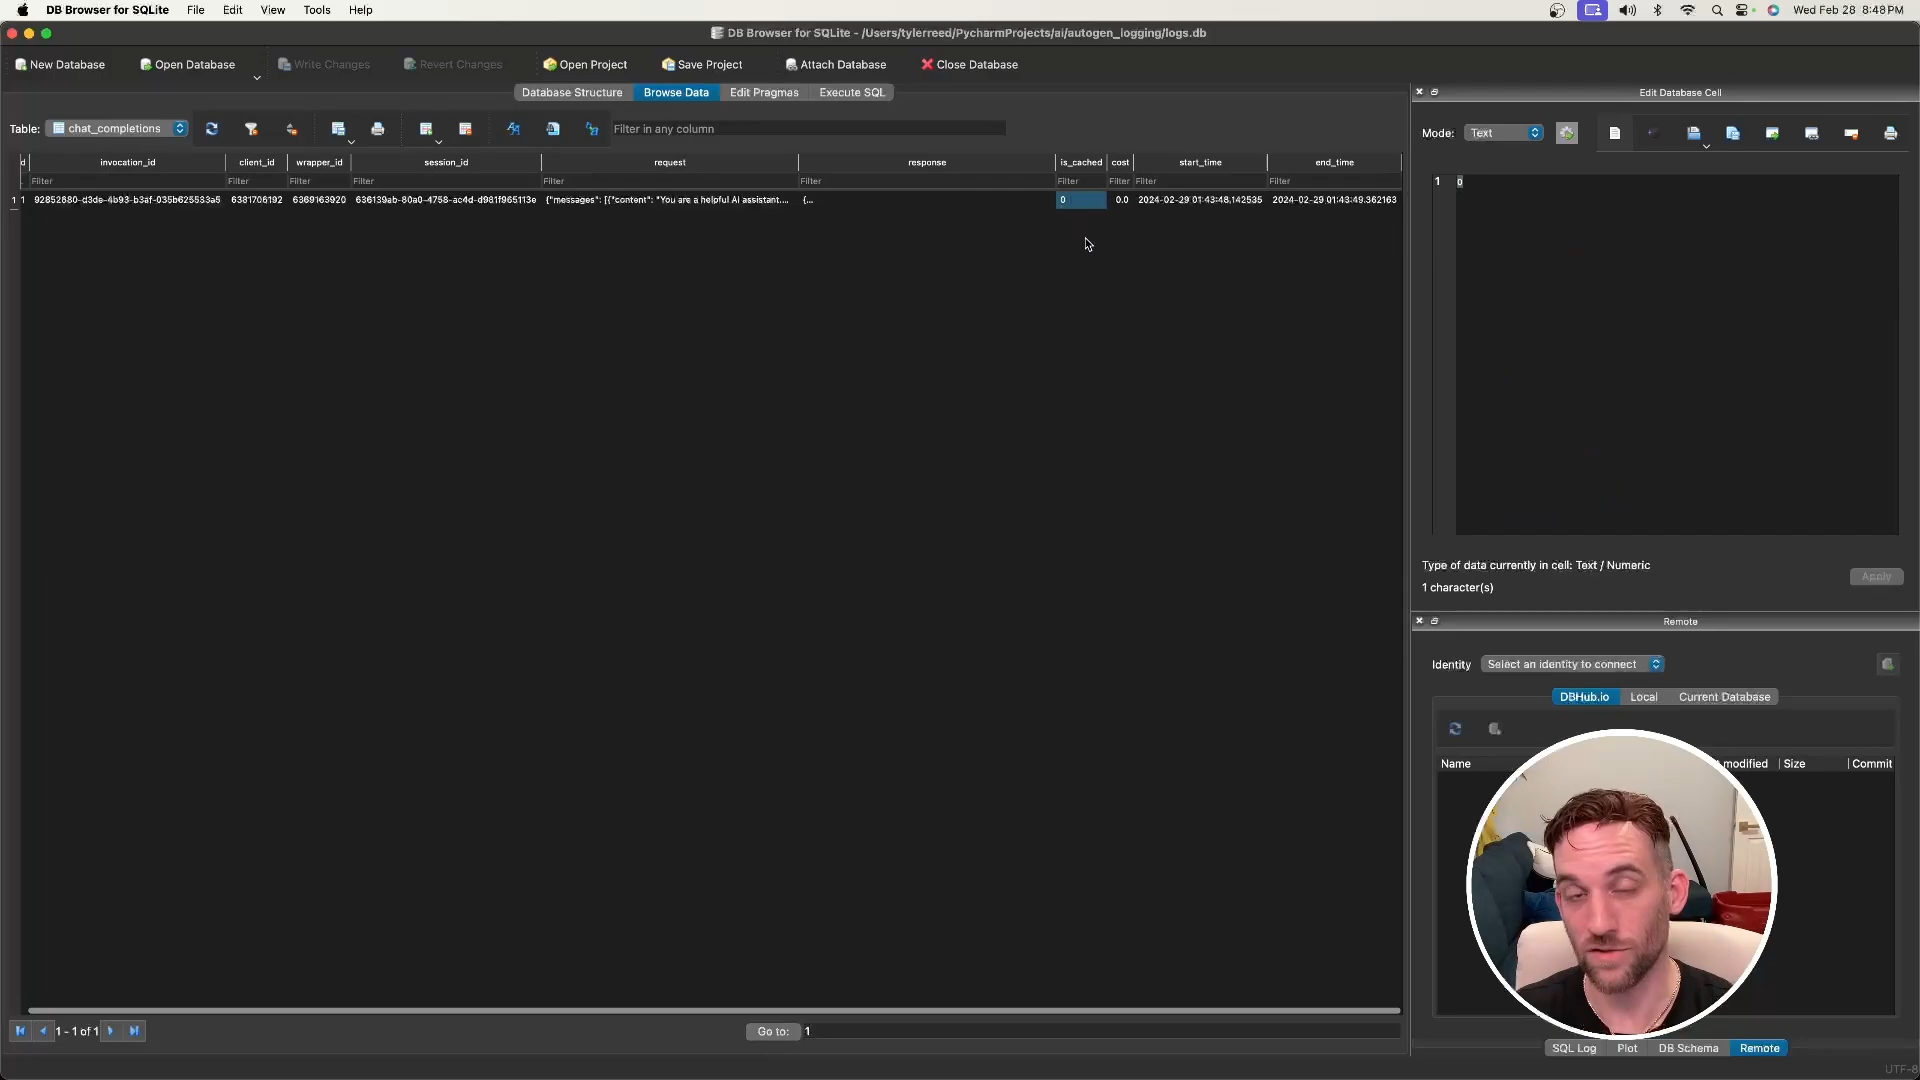 DB Browser for SQLite File Edit View Tools Help Wed Feb 28 8:48 PM
DB Browser for SQLite - /Users/tylerreed/PycharmProjects/ai/autogen_logging/logs.db
New Database Open Database Write Changes Revert Changes Open Project Save Project Attach Database Close Database
Database Structure Browse Data Edit Pragmas Execute SQL
Table: chat_completions Filter in any column
d invocation_id client_id wrapper_id session_id request response is_cached cost start_time end_time
Filter Filter Filter Filter Filter Filter Filter Filter Filter Filter
1 1 92852680-d3de-4b93-b3af-035b625533a5 6381706192 6369163920 636139ab-80a0-4758-ac4d-d981f965113e {"messages": [{"content": "You are a helpful AI assistant.... {... 0 0.0 2024-02-29 01:43:48.142535 2024-02-29 01:43:49.362163
1 - 1 of 1
Go to: 1
Edit Database Cell
Mode: Text
1 0
Type of data currently in cell: Text / Numeric
1 character(s)
Apply
Remote
Identity Select an identity to connect
DBHub.io Local Current Database
Name modified Size Commit
SQL Log Plot DB Schema Remote
UTF-8